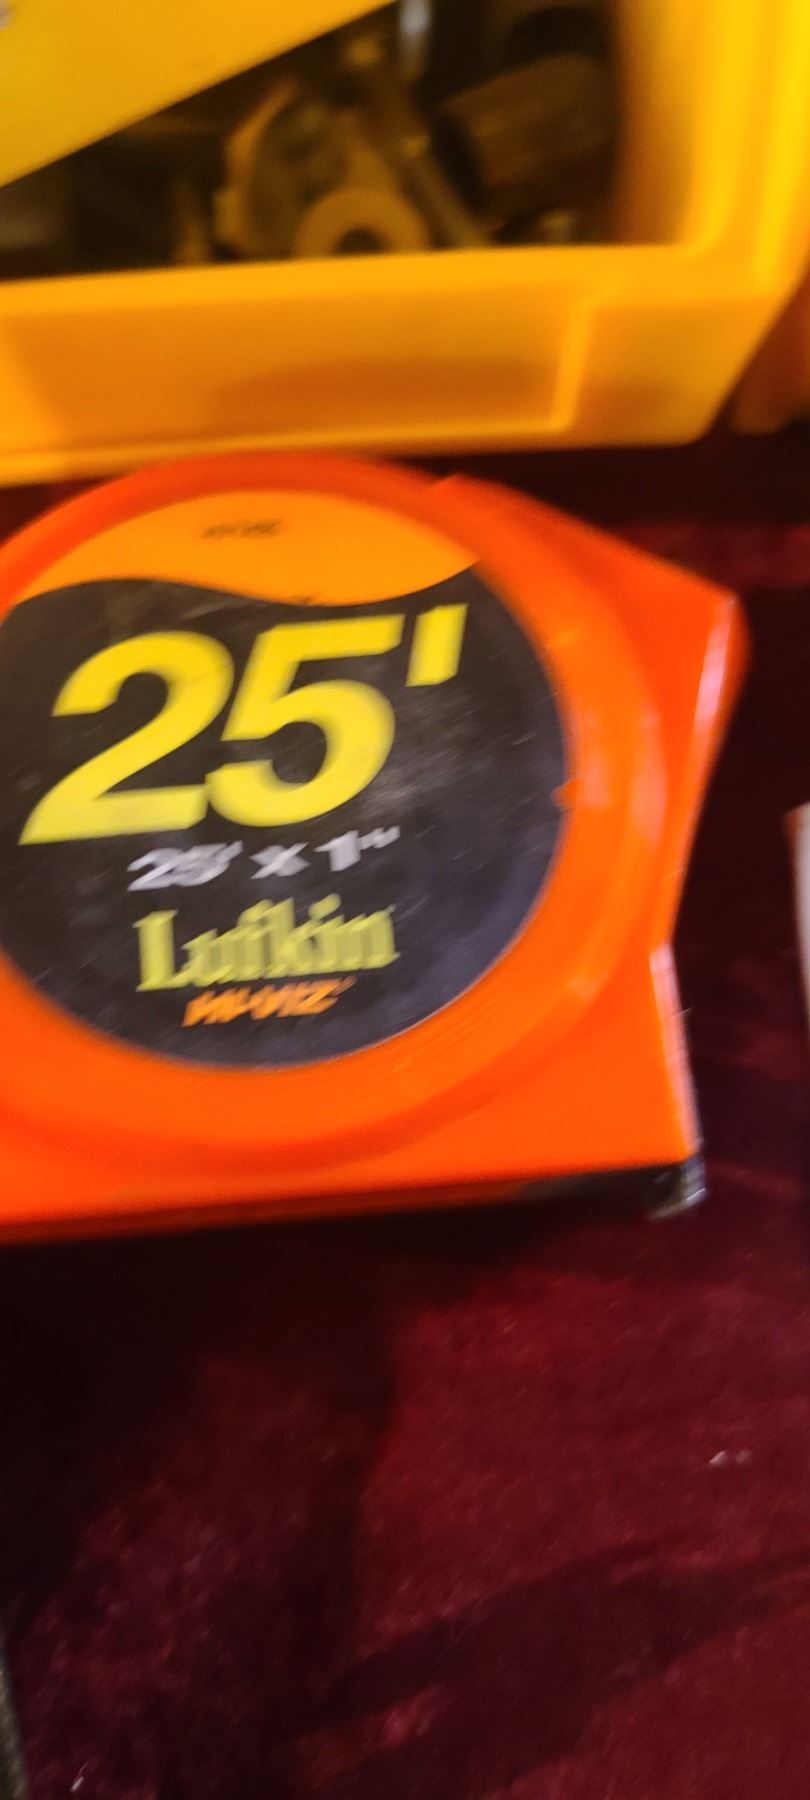 25'
25' x 1"
Lufkin
HI-VIZ